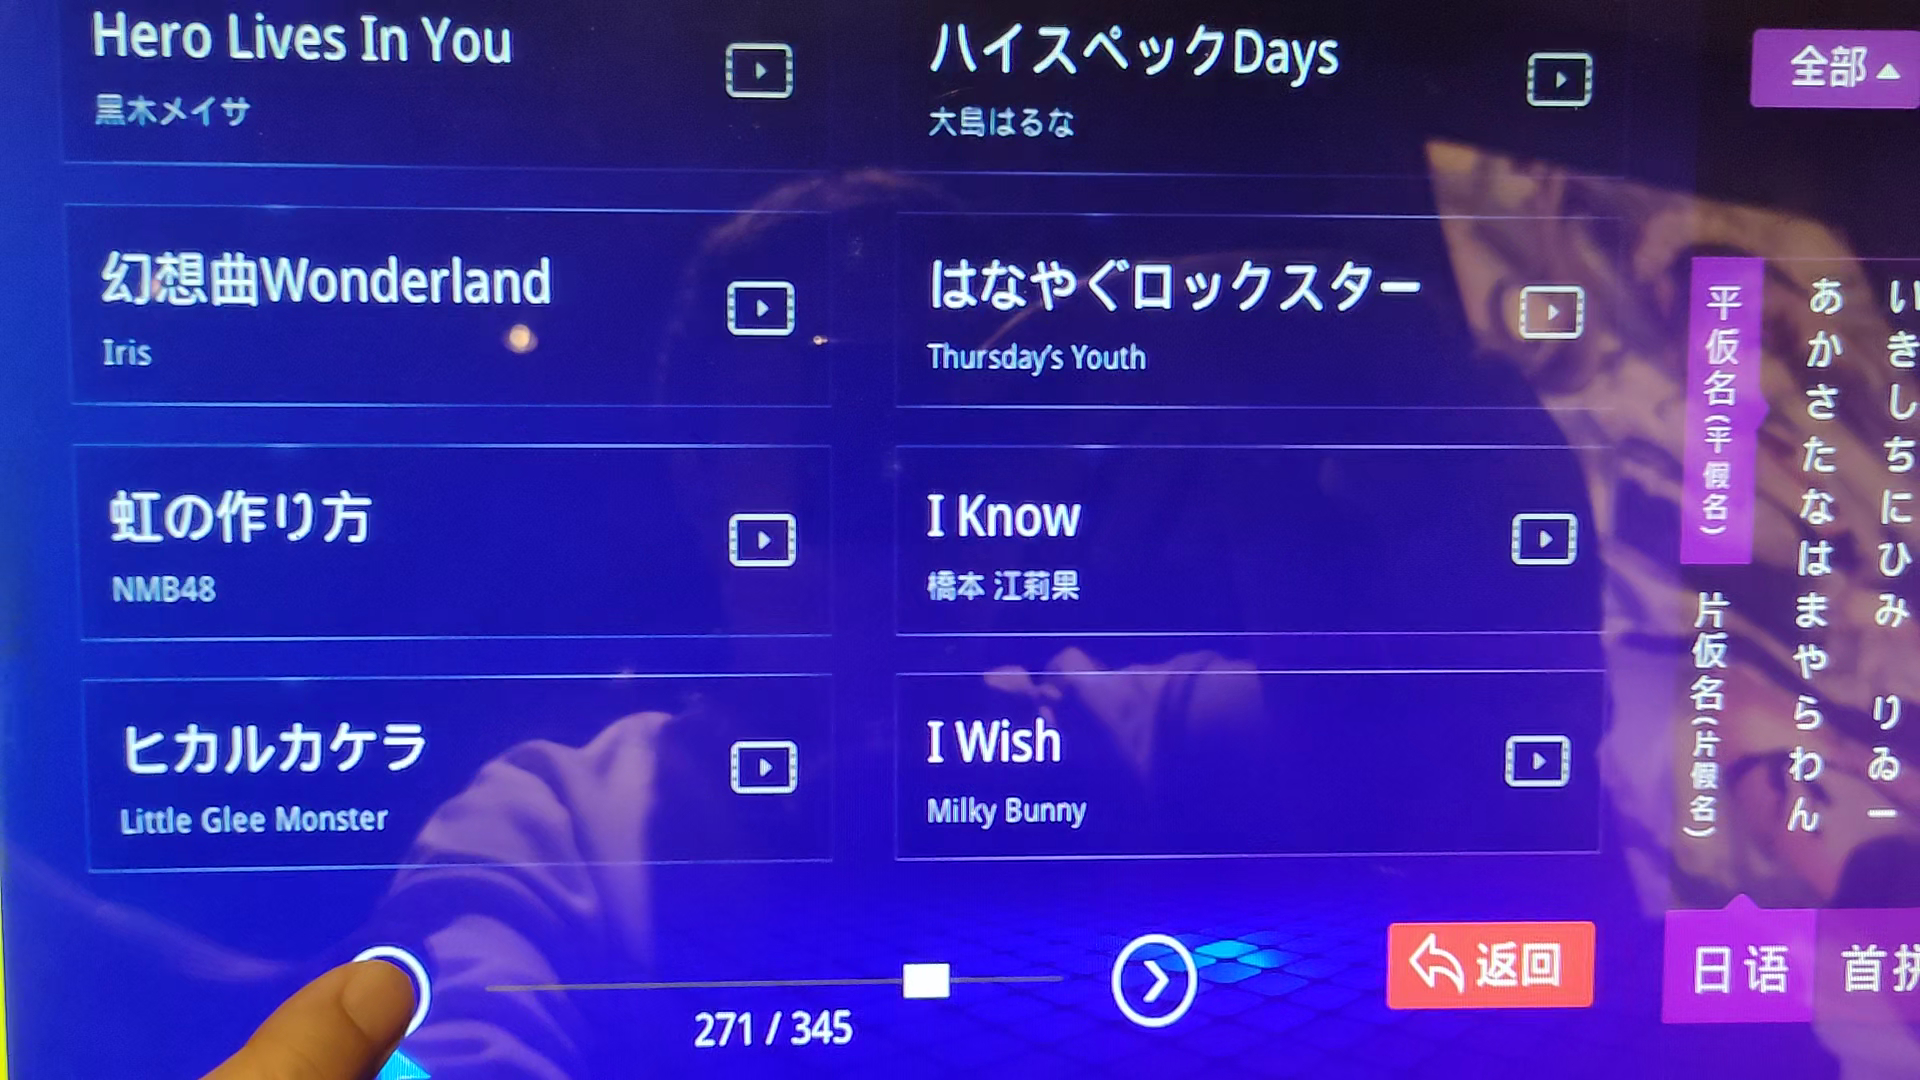 Hero Lives In You
黒木メイサ
ハイスペックDays
大島はるな
幻想曲Wonderland
Iris
はなやぐロックスター
Thursday's Youth
虹の作り方
NMB48
I Know
橋本 江莉果
ヒカルカケラ
Little Glee Monster
I Wish
Milky Bunny
271 / 345
返回
全部
平仮名(平假名)
片仮名(片假名)
あかさたなはまやらわん
いきしちにひみ りゐー
日语
首拼